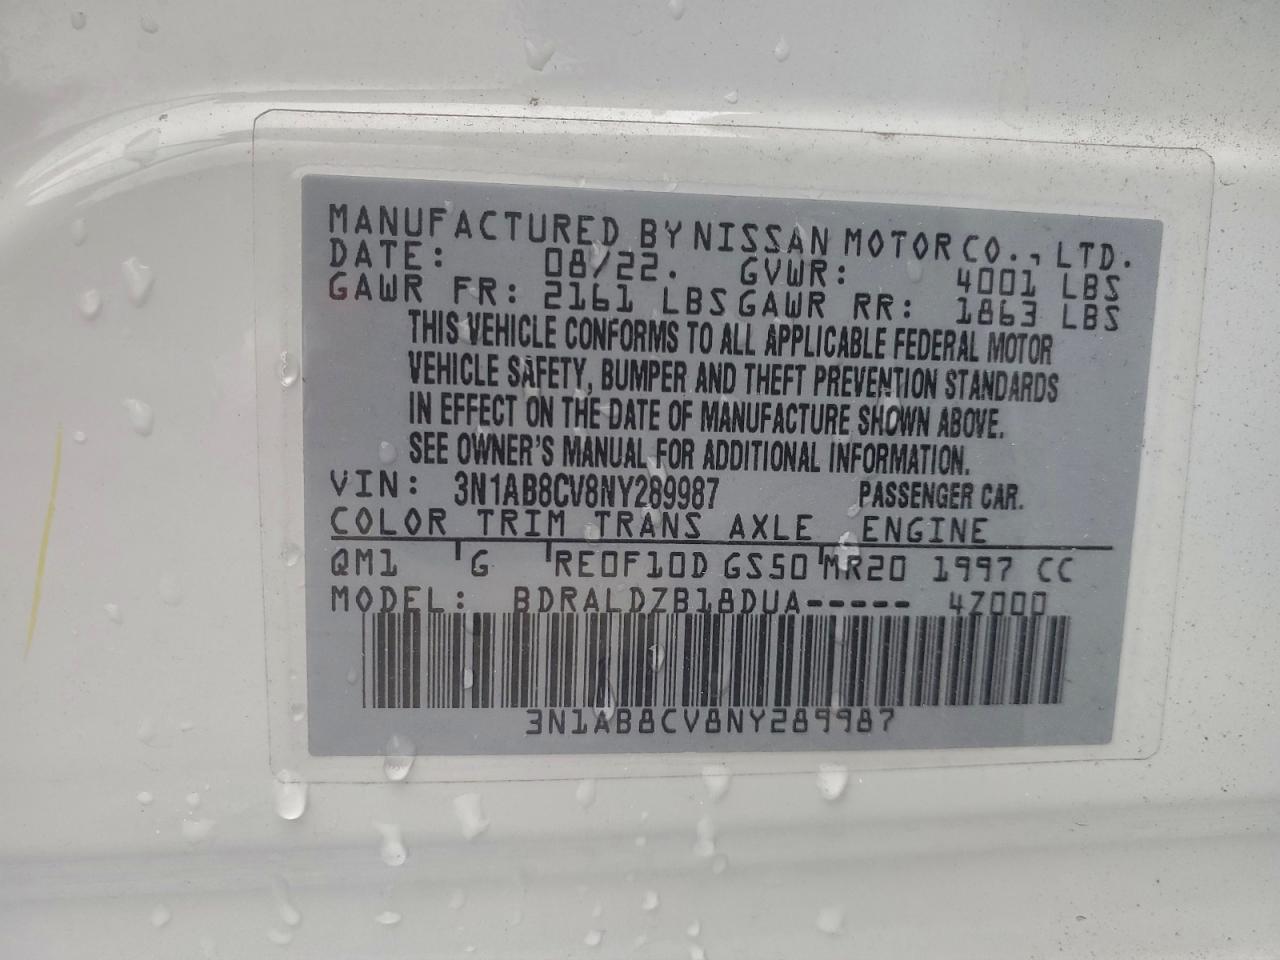 MANUFACTURED BY NISSAN MOTOR CO., LTD.
DATE: 08/22. GVWR: 4001 LBS
GAWR FR: 2161 LBS GAWR RR: 1863 LBS
THIS VEHICLE CONFORMS TO ALL APPLICABLE FEDERAL MOTOR
VEHICLE SAFETY, BUMPER AND THEFT PREVENTION STANDARDS
IN EFFECT ON THE DATE OF MANUFACTURE SHOWN ABOVE.
SEE OWNER'S MANUAL FOR ADDITIONAL INFORMATION.
VIN: 3N1AB8CV8NY289987 PASSENGER CAR.
COLOR TRIM TRANS AXLE ENGINE
QM1 G RE0F10D GS50 MR20 1997 CC
MODEL: BDRALDZB18DUA----- 4Z000
3N1AB8CV8NY289987